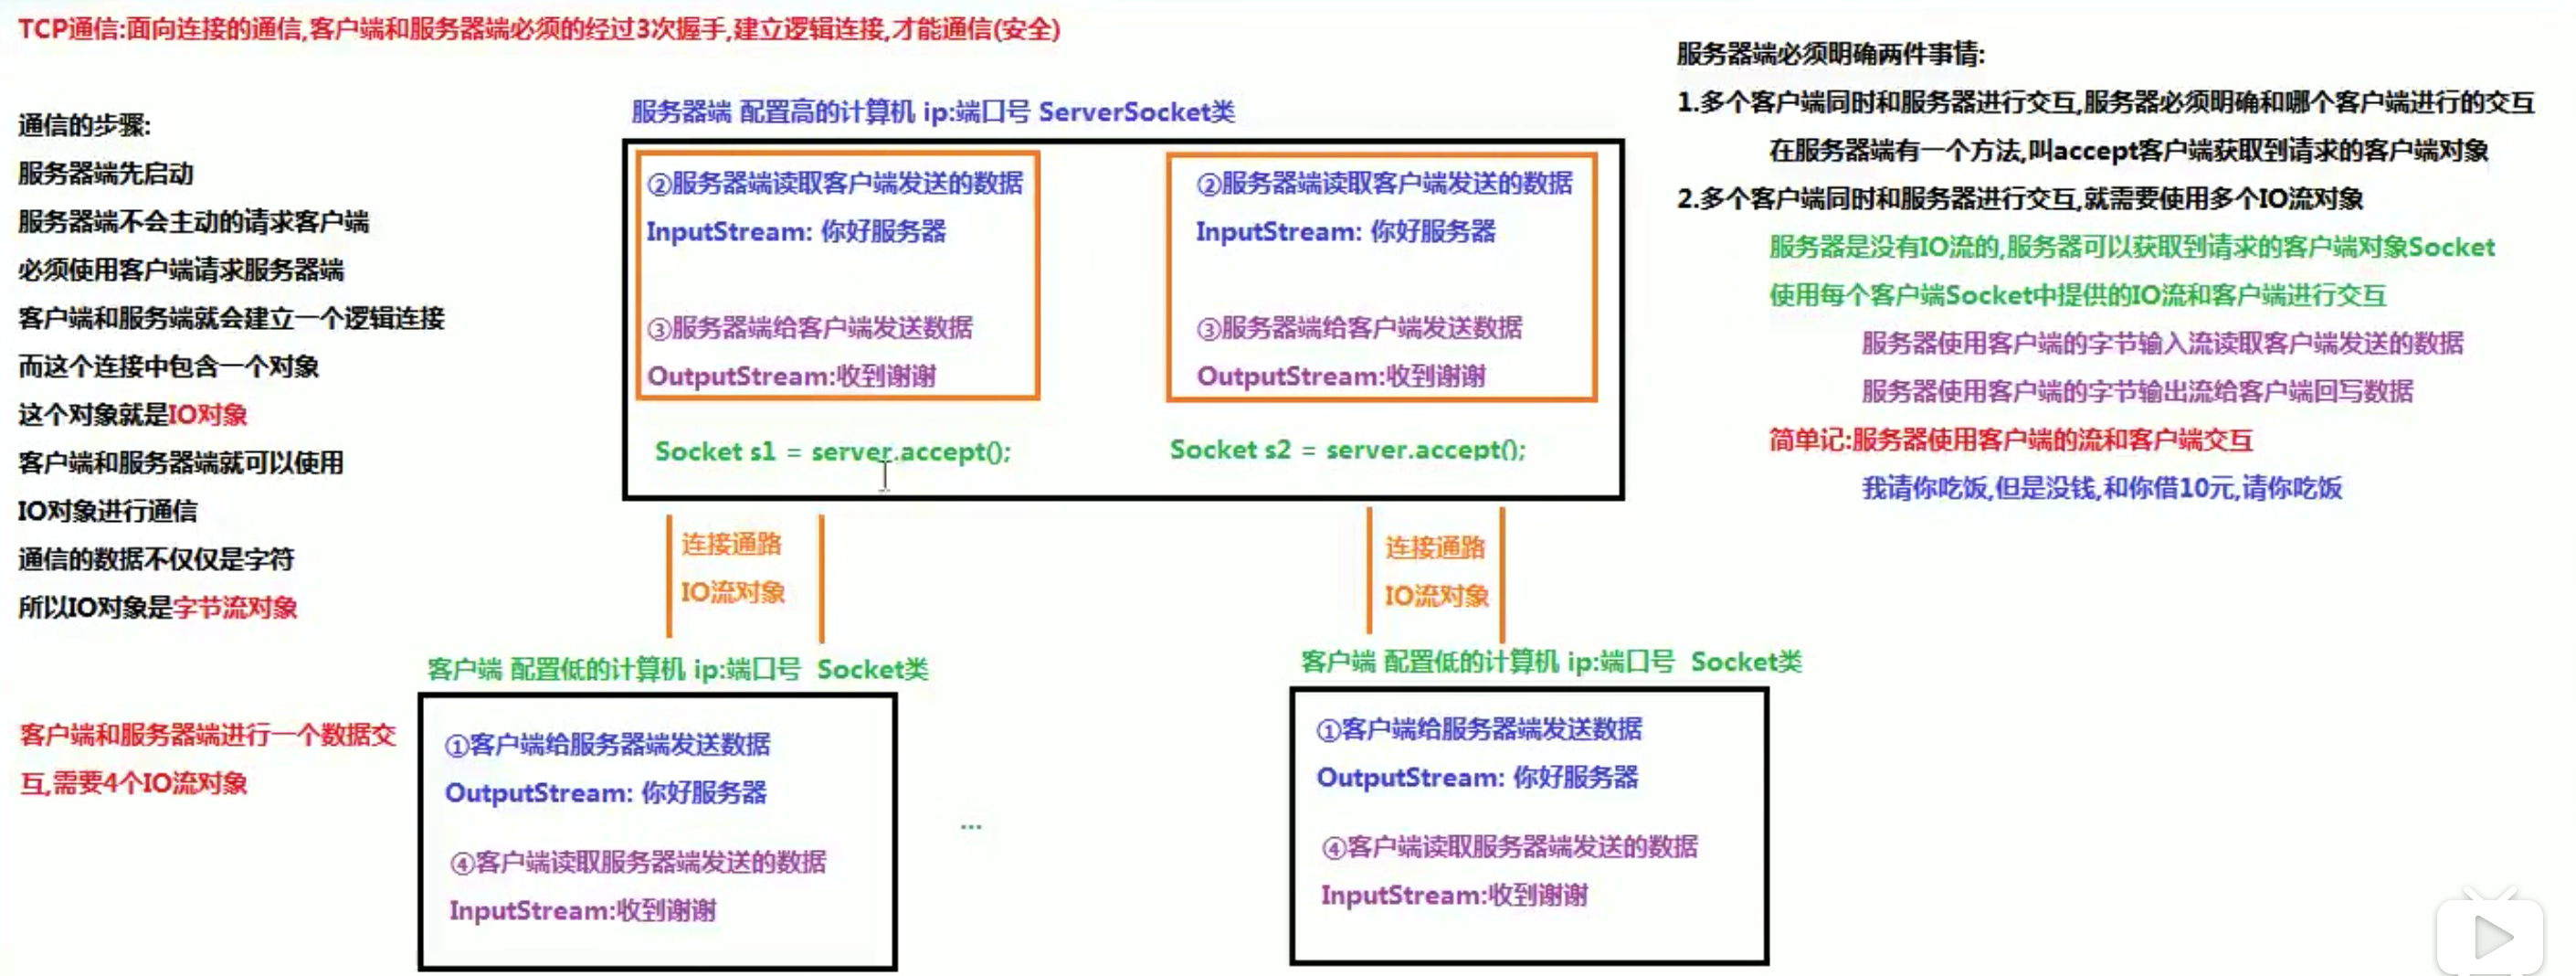 TCP通信:面向连接的通信,客户端和服务器端必须的经过3次握手,建立逻辑连接,才能通信(安全)
通信的步骤:
服务器端先启动
服务器端不会主动的请求客户端
必须使用客户端请求服务器端
客户端和服务端就会建立一个逻辑连接
而这个连接中包含一个对象
这个对象就是IO对象
客户端和服务器端就可以使用
IO对象进行通信
通信的数据不仅仅是字符
所以IO对象是字节流对象
客户端和服务器端进行一个数据交
互,需要4个IO流对象
服务器端 配置高的计算机 ip:端口号 ServerSocket类
②服务器端读取客户端发送的数据
InputStream: 你好服务器
③服务器端给客户端发送数据
OutputStream:收到谢谢
Socket s1 = server.accept();
②服务器端读取客户端发送的数据
InputStream: 你好服务器
③服务器端给客户端发送数据
OutputStream:收到谢谢
Socket s2 = server.accept();
连接通路
IO流对象
连接通路
IO流对象
客户端 配置低的计算机 ip:端口号 Socket类
①客户端给服务器端发送数据
OutputStream: 你好服务器
④客户端读取服务器端发送的数据
InputStream:收到谢谢
...
客户端 配置低的计算机 ip:端口号 Socket类
①客户端给服务器端发送数据
OutputStream: 你好服务器
④客户端读取服务器端发送的数据
InputStream:收到谢谢
服务器端必须明确两件事情:
1.多个客户端同时和服务器进行交互,服务器必须明确和哪个客户端进行的交互
在服务器端有一个方法,叫accept客户端获取到请求的客户端对象
2.多个客户端同时和服务器进行交互,就需要使用多个IO流对象
服务器是没有IO流的,服务器可以获取到请求的客户端对象Socket
使用每个客户端Socket中提供的IO流和客户端进行交互
服务器使用客户端的字节输入流读取客户端发送的数据
服务器使用客户端的字节输出流给客户端回写数据
简单记:服务器使用客户端的流和客户端交互
我请你吃饭,但是没钱,和你借10元,请你吃饭